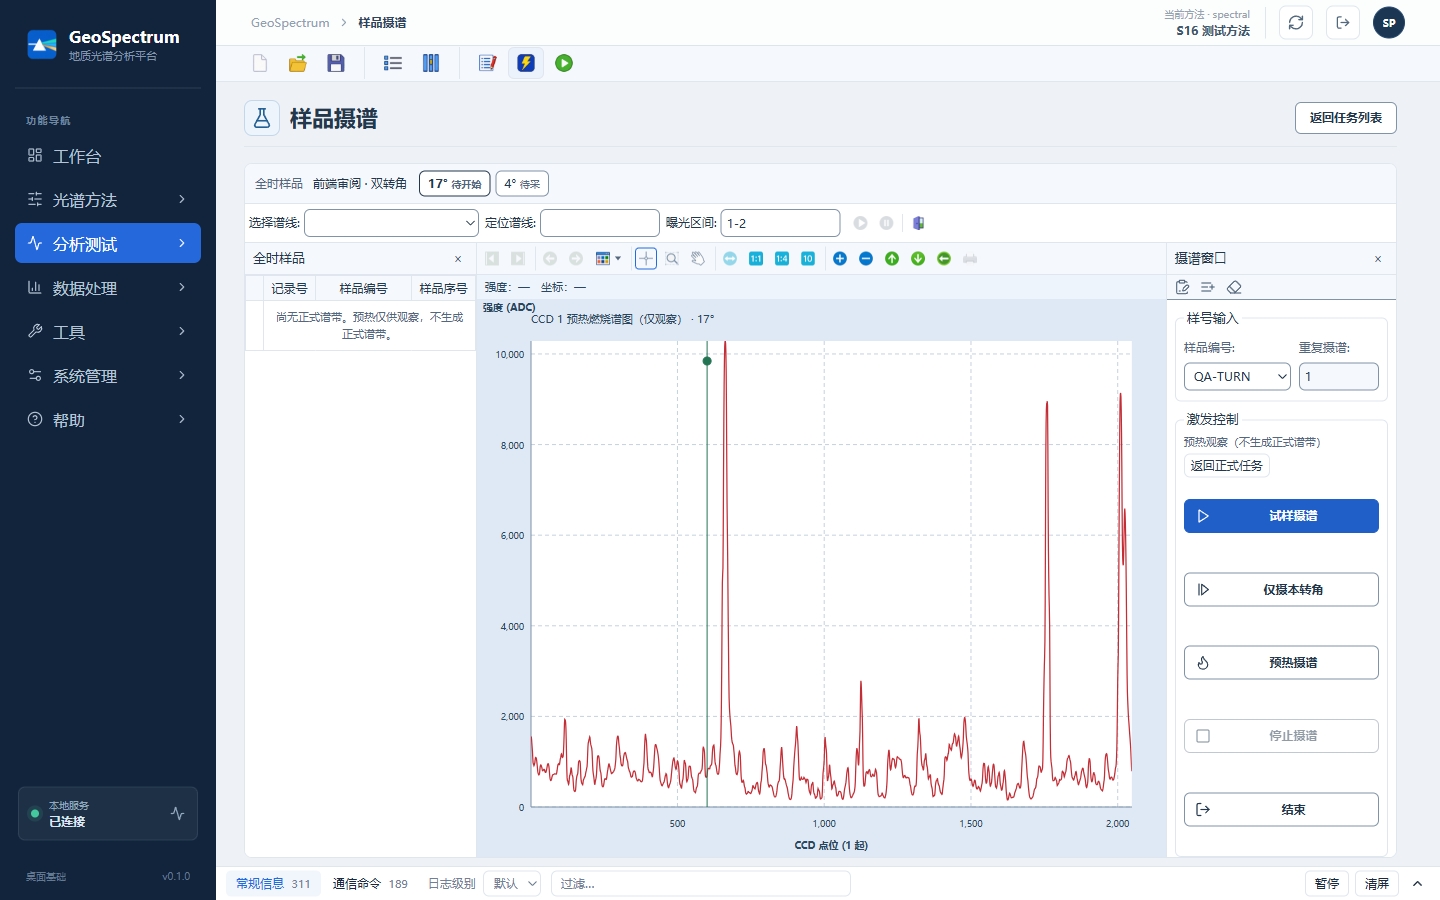 GeoSpectrum
地质光谱分析平台
功能导航
工作台
光谱方法
分析测试
数据处理
工具
系统管理
帮助
本地服务
已连接
桌面基础 v0.1.0
GeoSpectrum > 样品摄谱
当前方法 · spectral
S16 测试方法
SP
样品摄谱
返回任务列表
全时样品 前端审阅 · 双转角 17° 待开始 4° 待采
选择谱线: 定位谱线: 曝光区间: 1-2
全时样品 ×
记录号 样品编号 样品序号
尚无正式谱带。预热仅供观察，不生成
正式谱带。
1:1 1:4 10
强度: — 坐标: —
强度 (ADC)
CCD 1 预热燃烧谱图（仅观察） · 17°
10,000
8,000
6,000
4,000
2,000
0
500 1,000 1,500 2,000
CCD 点位 (1 起)
摄谱窗口 ×
样号输入
样品编号: 重复摄谱:
QA-TURN 1
激发控制
预热观察（不生成正式谱带）
返回正式任务
试样摄谱
仅摄本转角
预热摄谱
停止摄谱
结束
常规信息 311 通信命令 189 日志级别 默认 过滤... 暂停 清屏